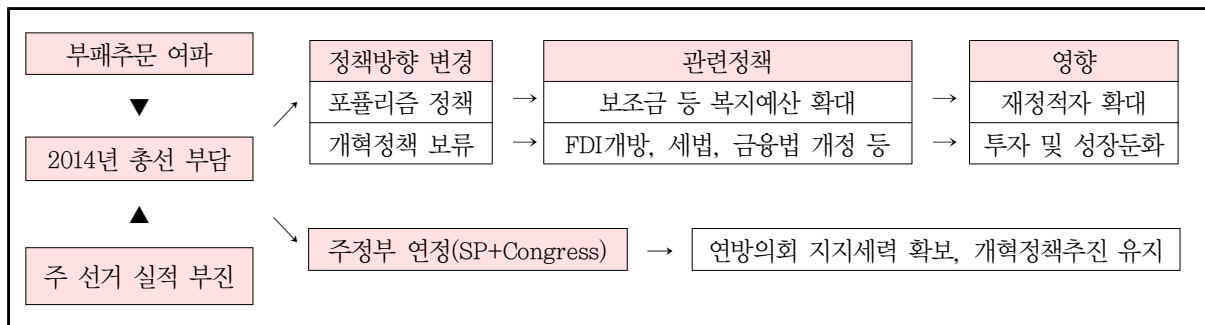 부패추문 여파
▼
2014년 총선 부담
▲
주 선거 실적 부진
정책방향 변경 관련정책 영향
포퓰리즘 정책 → 보조금 등 복지예산 확대 → 재정적자 확대
개혁정책 보류 → FDI개방, 세법, 금융법 개정 등 → 투자 및 성장둔화
주정부 연정(SP+Congress) → 연방의회 지지세력 확보, 개혁정책추진 유지